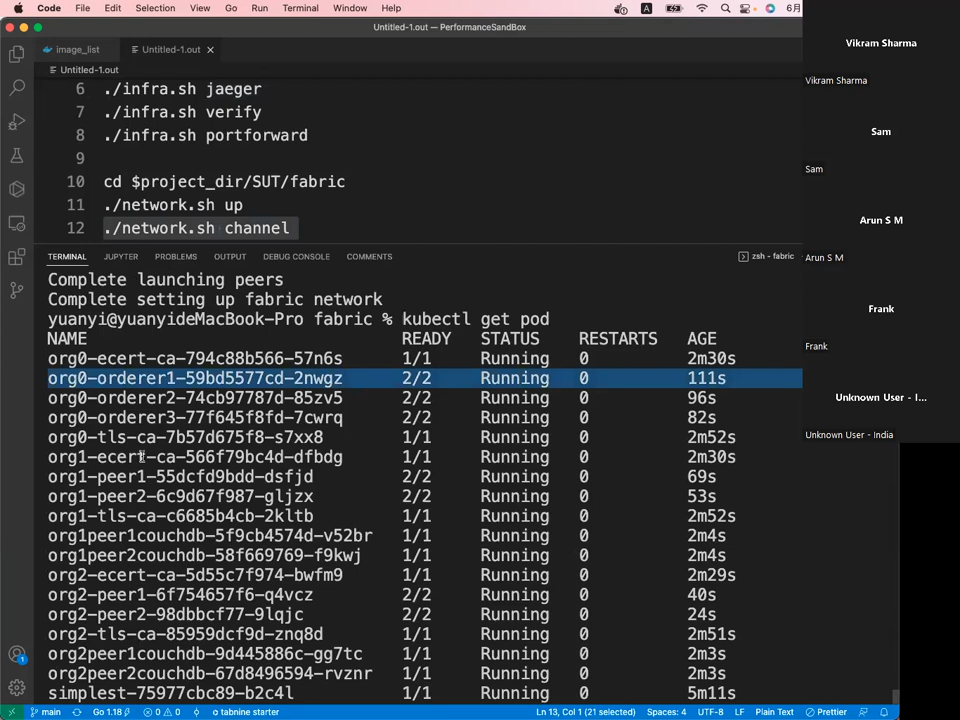 Code File Edit Selection View Go Run Terminal Window Help A 6月
Untitled-1.out — PerformanceSandBox
image_list Untitled-1.out
Untitled-1.out
6 ./infra.sh jaeger
7 ./infra.sh verify
8 ./infra.sh portforward
9
10 cd $project_dir/SUT/fabric
11 ./network.sh up
12 ./network.sh channel
TERMINAL JUPYTER PROBLEMS OUTPUT DEBUG CONSOLE COMMENTS zsh - fabric
Complete launching peers
Complete setting up fabric network
yuanyi@yuanyideMacBook-Pro fabric % kubectl get pod
NAME READY STATUS RESTARTS AGE
org0-ecert-ca-794c88b566-57n6s 1/1 Running 0 2m30s
org0-orderer1-59bd5577cd-2nwgz 2/2 Running 0 111s
org0-orderer2-74cb97787d-85zv5 2/2 Running 0 96s
org0-orderer3-77f645f8fd-7cwrq 2/2 Running 0 82s
org0-tls-ca-7b57d675f8-s7xx8 1/1 Running 0 2m52s
org1-ecert-ca-566f79bc4d-dfbdg 1/1 Running 0 2m30s
org1-peer1-55dcfd9bdd-dsfjd 2/2 Running 0 69s
org1-peer2-6c9d67f987-gljzx 2/2 Running 0 53s
org1-tls-ca-c6685b4cb-2kltb 1/1 Running 0 2m52s
org1peer1couchdb-5f9cb4574d-v52br 1/1 Running 0 2m4s
org1peer2couchdb-58f669769-f9kwj 1/1 Running 0 2m4s
org2-ecert-ca-5d55c7f974-bwfm9 1/1 Running 0 2m29s
org2-peer1-6f754657f6-q4vcz 2/2 Running 0 40s
org2-peer2-98dbbcf77-9lqjc 2/2 Running 0 24s
org2-tls-ca-85959dcf9d-znq8d 1/1 Running 0 2m51s
org2peer1couchdb-9d445886c-gg7tc 1/1 Running 0 2m3s
org2peer2couchdb-67d8496594-rvznr 1/1 Running 0 2m3s
simplest-75977cbc89-b2c4l 1/1 Running 0 5m11s
1
main Go 1.18 0 0 tabnine starter Ln 13, Col 1 (21 selected) Spaces: 4 UTF-8 LF Plain Text Prettier
Vikram Sharma
Vikram Sharma
Sam
Sam
Arun S M
Arun S M
Frank
Frank
Unknown User - I...
Unknown User - India